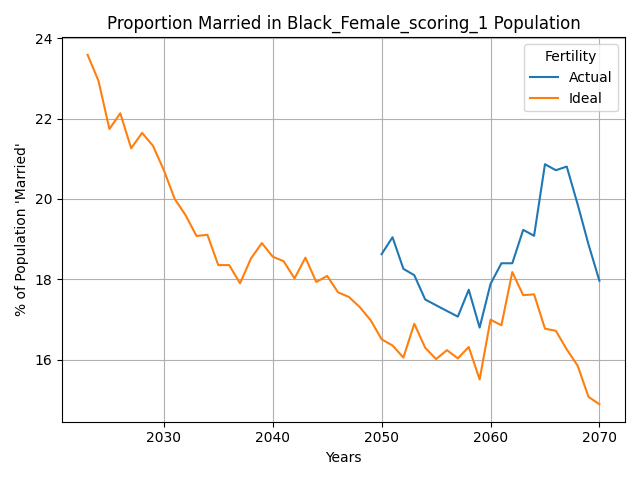 Proportion Married in Black_Female_scoring_1 Population
% of Population 'Married'
24
22
20
18
16
Fertility
Actual
Ideal
2030 2040 2050 2060 2070
Years